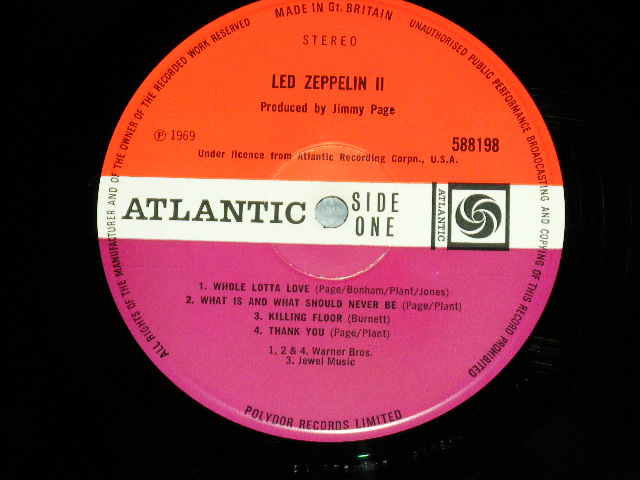 MADE IN Gt. BRITAIN
UNAUTHORISED PUBLIC PERFORMANCE BROADCASTING AND COPYING OF THIS RECORD PROHIBITED
ALL RIGHTS OF THE MANUFACTURER AND OF THE OWNER OF THE RECORDED WORK RESERVED
STEREO
LED ZEPPELIN II
Produced by Jimmy Page
℗ 1969
588198
Under licence from Atlantic Recording Corpn., U.S.A.
ATLANTIC
SIDE
ONE
ATLANTIC
1. WHOLE LOTTA LOVE (Page/Bonham/Plant/Jones)
2. WHAT IS AND WHAT SHOULD NEVER BE (Page/Plant)
3. KILLING FLOOR (Burnett)
4. THANK YOU (Page/Plant)
1, 2 & 4. Warner Bros.
3. Jewel Music
POLYDOR RECORDS LIMITED